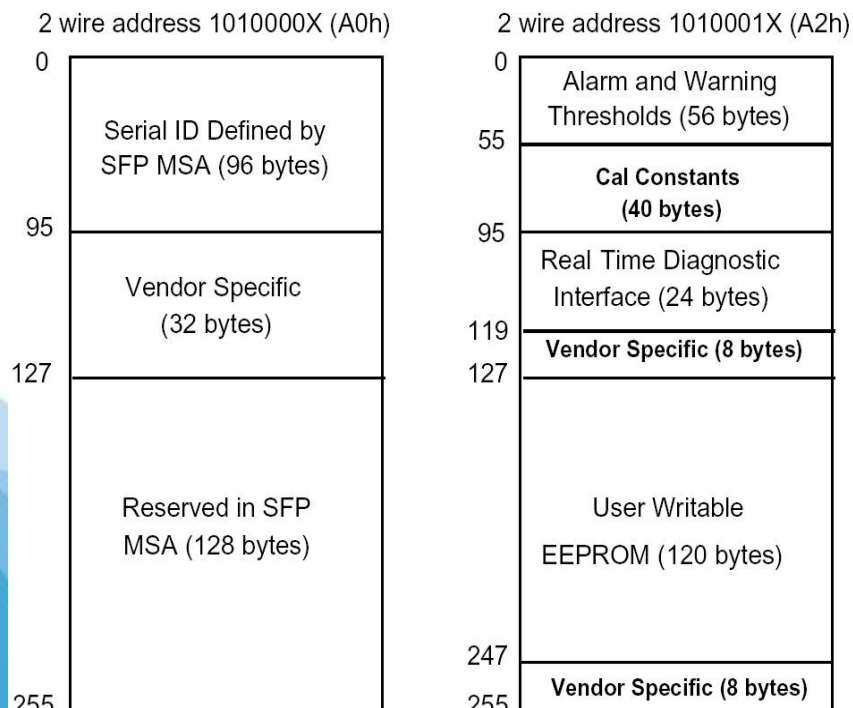 2 wire address 1010000X (A0h)
0
Serial ID Defined by
SFP MSA (96 bytes)
95
Vendor Specific
(32 bytes)
127
Reserved in SFP
MSA (128 bytes)
255
2 wire address 1010001X (A2h)
0
Alarm and Warning
Thresholds (56 bytes)
55
Cal Constants
(40 bytes)
95
Real Time Diagnostic
Interface (24 bytes)
119
Vendor Specific (8 bytes)
127
User Writable
EEPROM (120 bytes)
247
Vendor Specific (8 bytes)
255